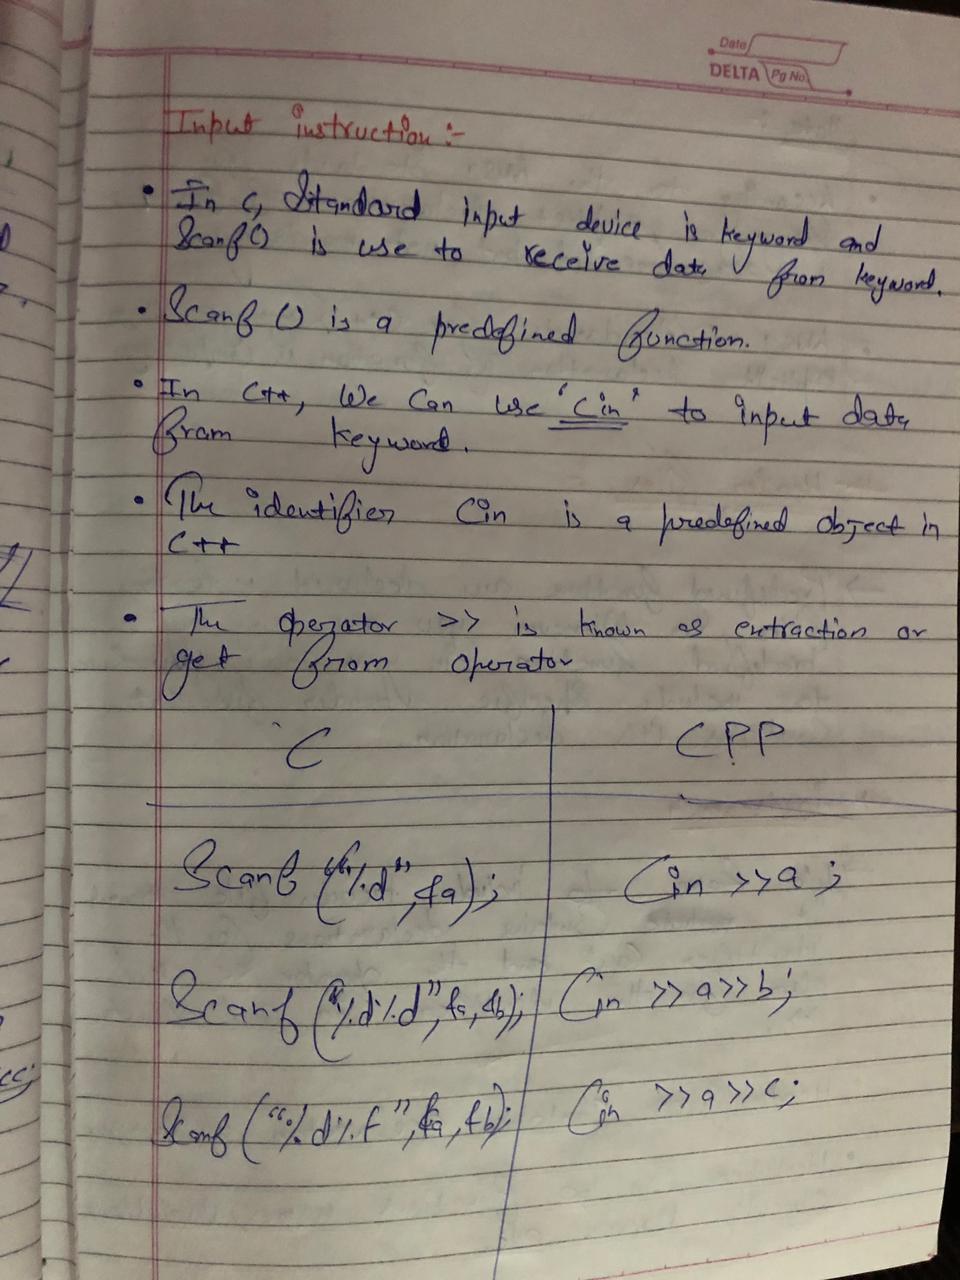 Date
DELTA Pg No.
Input instruction :-
• In C, Standard input device is keyword and
Scanf() is use to receive data from keyword.
• Scanf () is a predefined function.
• In C++, We Can use 'Cin' to input data
from keyword.
• The identifier Cin is a predefined object in
C++
• The operator >> is known as extraction or
get from operator
C CPP
Scanf ("%d", &a); Cin >>a ;
Scanf ("%d%d", &a, &b); Cin >>a>>b;
Scanf ("%d%f", &a, &b); Cin >>a>>c;